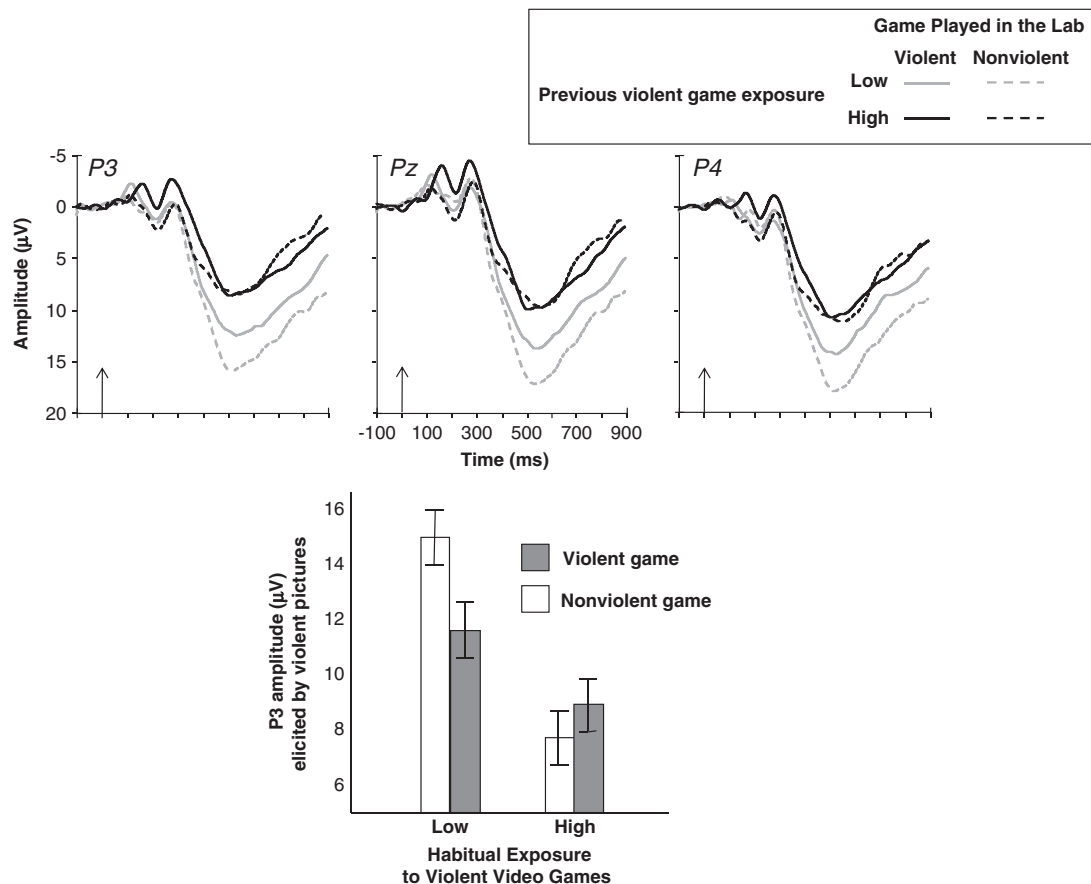 Game Played in the Lab
Violent Nonviolent
Previous violent game exposure
Low
High
P3
Pz
P4
-5
0
5
10
15
20
Amplitude (µV)
-100 100 300 500 700 900
Time (ms)
16
14
12
10
8
6
P3 amplitude (µV)
elicited by violent pictures
Violent game
Nonviolent game
Low High
Habitual Exposure
to Violent Video Games